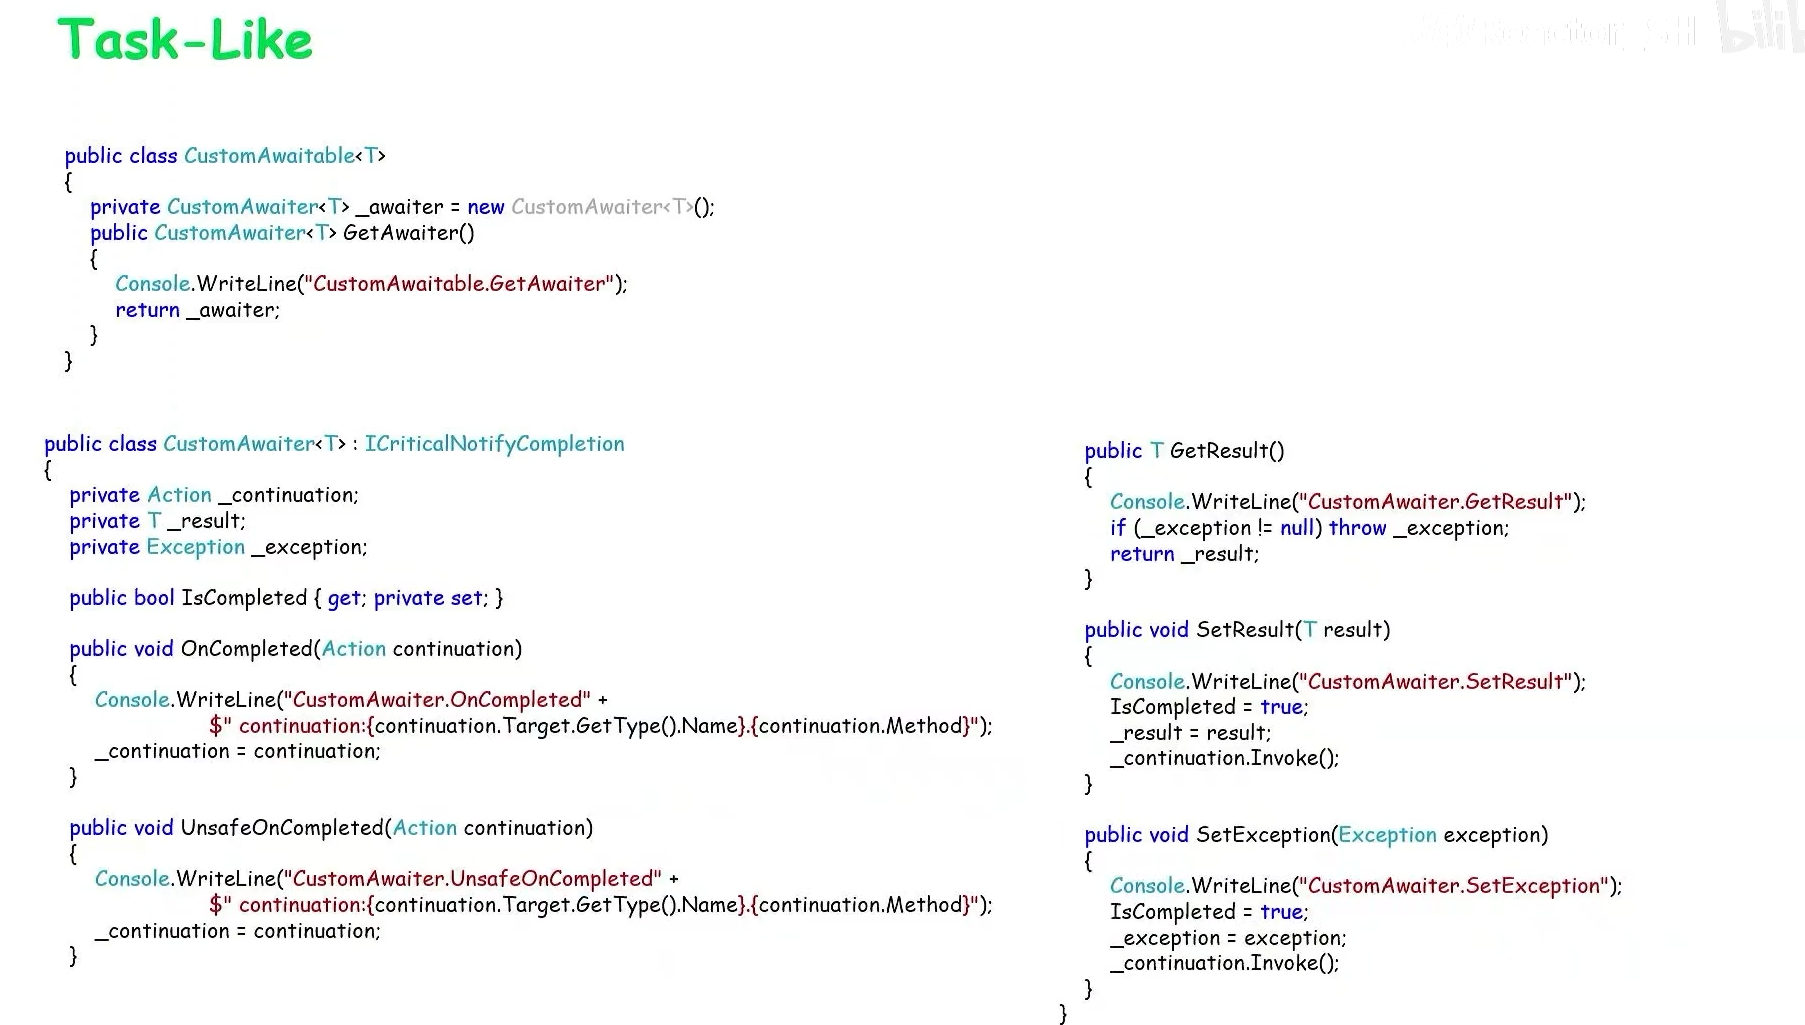 Task-Like
public class CustomAwaitable<T>
{
private CustomAwaiter<T> _awaiter = new CustomAwaiter<T>();
public CustomAwaiter<T> GetAwaiter()
{
Console.WriteLine("CustomAwaitable.GetAwaiter");
return _awaiter;
}
}
public class CustomAwaiter<T> : ICriticalNotifyCompletion
{
private Action _continuation;
private T _result;
private Exception _exception;
public bool IsCompleted { get; private set; }
public void OnCompleted(Action continuation)
{
Console.WriteLine("CustomAwaiter.OnCompleted" +
$" continuation:{continuation.Target.GetType().Name}.{continuation.Method}");
_continuation = continuation;
}
public void UnsafeOnCompleted(Action continuation)
{
Console.WriteLine("CustomAwaiter.UnsafeOnCompleted" +
$" continuation:{continuation.Target.GetType().Name}.{continuation.Method}");
_continuation = continuation;
}
public T GetResult()
{
Console.WriteLine("CustomAwaiter.GetResult");
if (_exception != null) throw _exception;
return _result;
}
public void SetResult(T result)
{
Console.WriteLine("CustomAwaiter.SetResult");
IsCompleted = true;
_result = result;
_continuation.Invoke();
}
public void SetException(Exception exception)
{
Console.WriteLine("CustomAwaiter.SetException");
IsCompleted = true;
_exception = exception;
_continuation.Invoke();
}
}